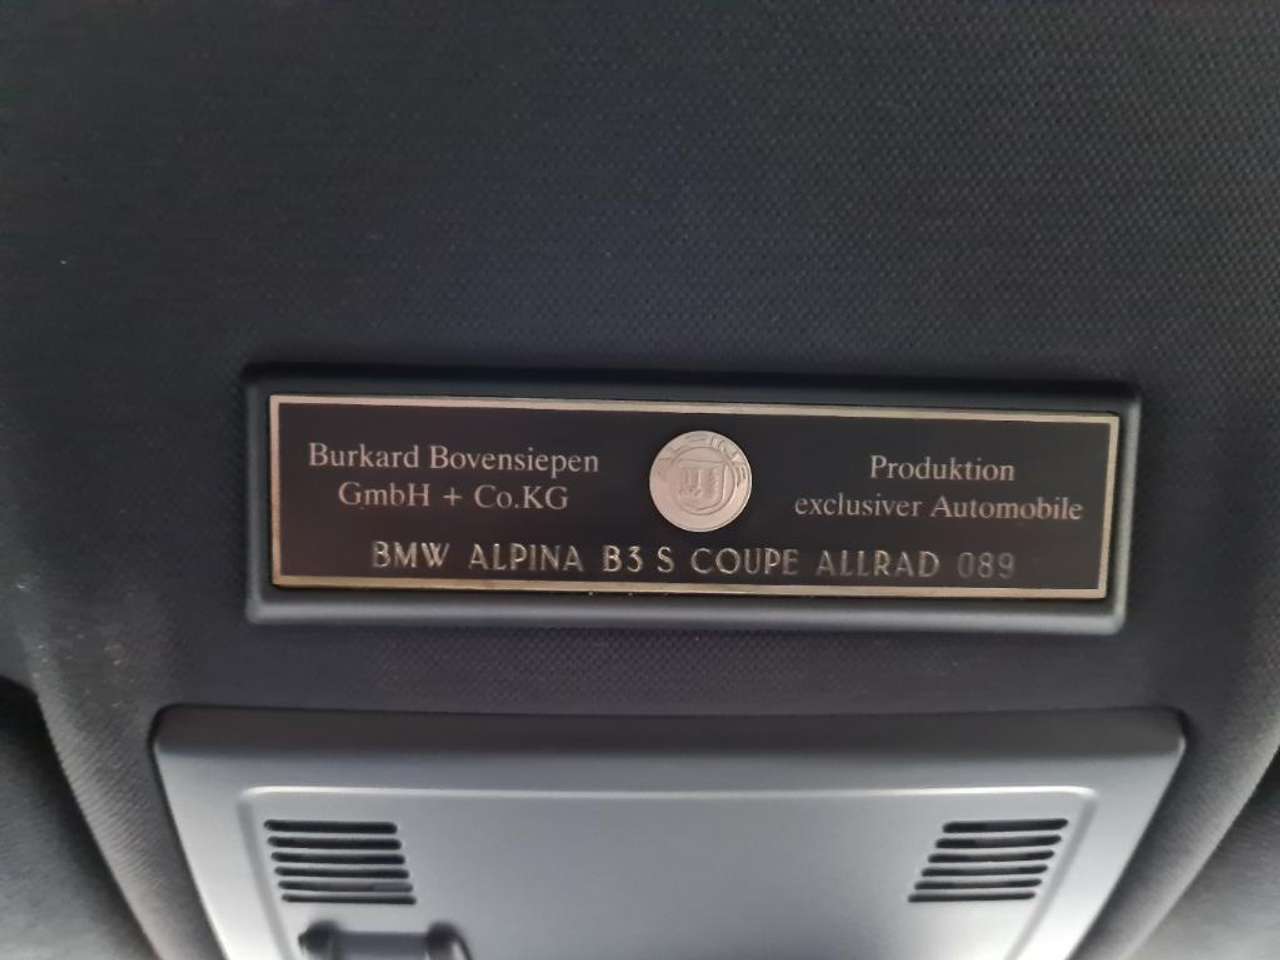 Burkard Bovensiepen
GmbH + Co.KG
Produktion
exclusiver Automobile
BMW ALPINA B3 S COUPE ALLRAD 089